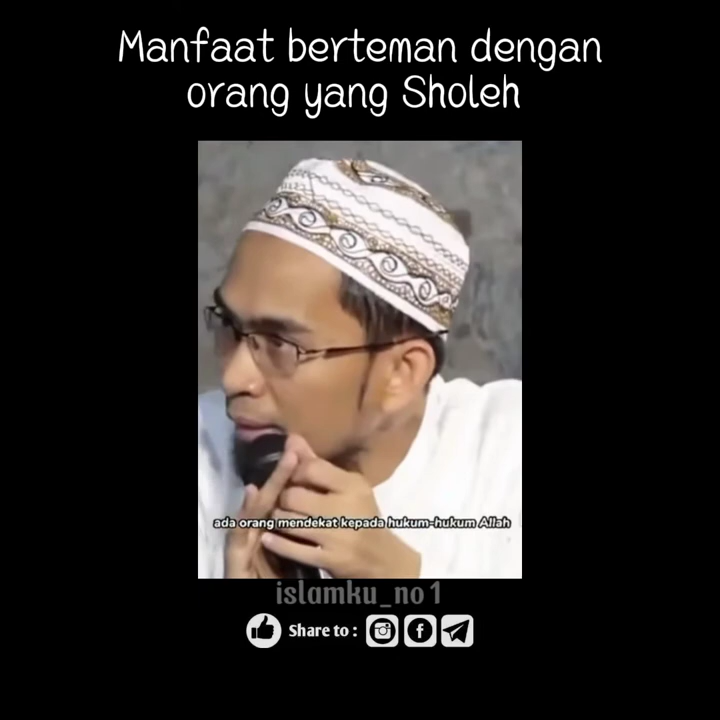 Manfaat berteman dengan
orang yang Sholeh
ada orang mendekat kepada hukum-hukum Allah
islamku_no1
Share to :